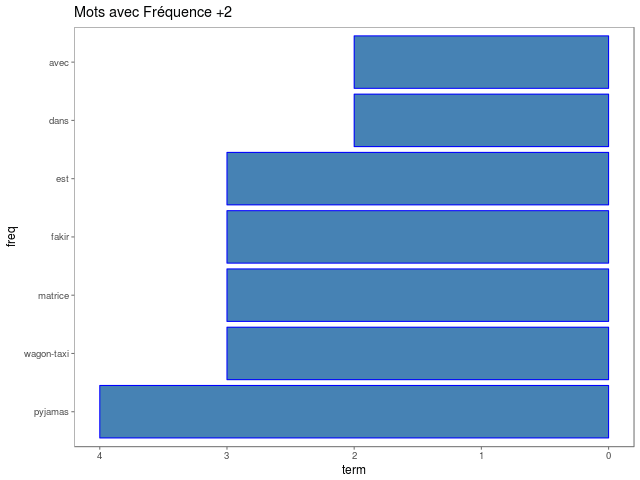 Mots avec Fréquence +2
avec
dans
est
fakir
matrice
wagon-taxi
pyjamas
freq
4 3 2 1 0
term